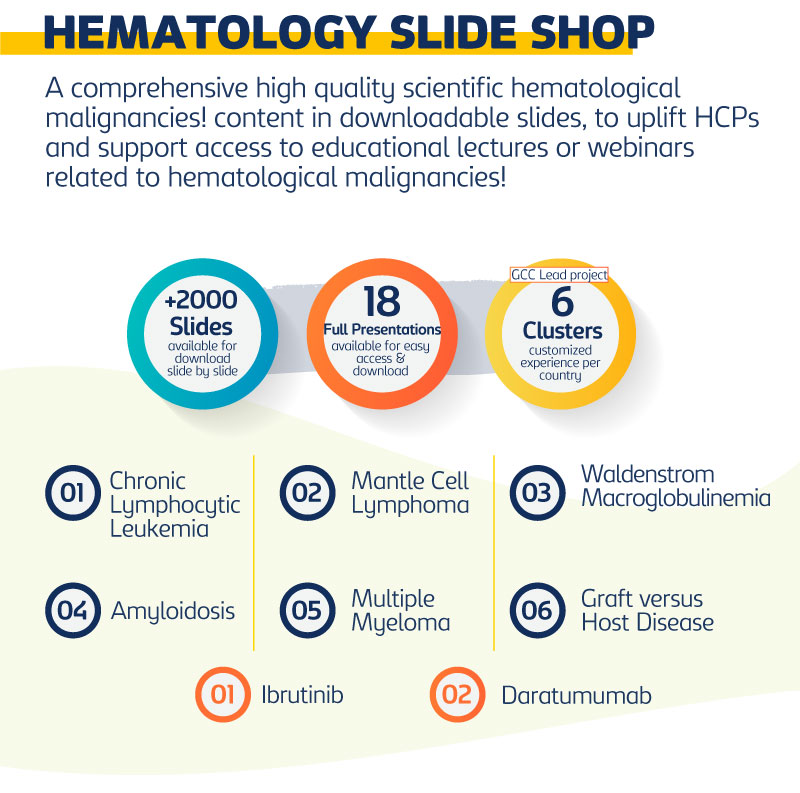 HEMATOLOGY SLIDE SHOP
A comprehensive high quality scientific hematological
malignancies! content in downloadable slides, to uplift HCPs
and support access to educational lectures or webinars
related to hematological malignancies!
+2000
Slides
available for
download
slide by slide
18
Full Presentations
available for easy
access &
download
GCC Lead project
6
Clusters
customized
experience per
country
01
Chronic
Lymphocytic
Leukemia
02
Mantle Cell
Lymphoma
03
Waldenstrom
Macroglobulinemia
04
Amyloidosis
05
Multiple
Myeloma
06
Graft versus
Host Disease
01
Ibrutinib
02
Daratumumab